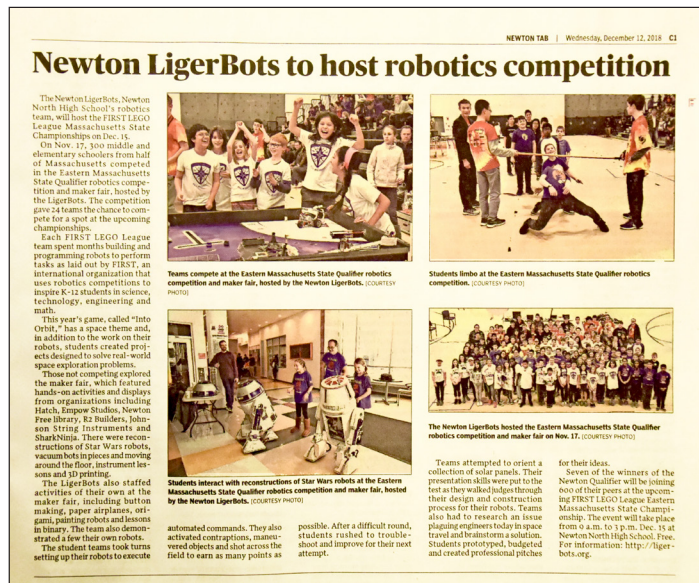 NEWTON TAB | Wednesday, December 12, 2018 C1
Newton LigerBots to host robotics competition
The Newton LigerBots, Newton
North High School's robotics
team, will host the FIRST LEGO
League Massachusetts State
Championships on Dec. 15.
On Nov. 17, 300 middle and
elementary schoolers from half
of Massachusetts competed
in the Eastern Massachusetts
State Qualifier robotics compe-
tition and maker fair, hosted by
the LigerBots. The competition
gave 24 teams the chance to com-
pete for a spot at the upcoming
championships.
Each FIRST LEGO League
team spent months building and
programming robots to perform
tasks as laid out by FIRST, an
international organization that
uses robotics competitions to
inspire K-12 students in science,
technology, engineering and
math.
This year's game, called "Into
Orbit," has a space theme and,
in addition to the work on their
robots, students created proj-
ects designed to solve real-world
space exploration problems.
Those not competing explored
the maker fair, which featured
hands-on activities and displays
from organizations including
Hatch, Empow Studios, Newton
Free library, R2 Builders, John-
son String Instruments and
SharkNinja. There were recon-
structions of Star Wars robots,
vacuum bots in pieces and moving
around the floor, instrument les-
sons and 3D printing.
The LigerBots also staffed
activities of their own at the
maker fair, including button
making, paper airplanes, ori-
gami, painting robots and lessons
in binary. The team also demon-
strated a few their own robots.
The student teams took turns
setting up their robots to execute
Teams compete at the Eastern Massachusetts State Qualifier robotics
competition and maker fair, hosted by the Newton LigerBots. [COURTESY
PHOTO]
Students limbo at the Eastern Massachusetts State Qualifier robotics
competition. [COURTESY PHOTO]
Students interact with reconstructions of Star Wars robots at the Eastern
Massachusetts State Qualifier robotics competition and maker fair, hosted
by the Newton LigerBots. [COURTESY PHOTO]
The Newton LigerBots hosted the Eastern Massachusetts State Qualifier
robotics competition and maker fair on Nov. 17. [COURTESY PHOTO]
automated commands. They also
activated contraptions, maneu-
vered objects and shot across the
field to earn as many points as
possible. After a difficult round,
students rushed to trouble-
shoot and improve for their next
attempt.
Teams attempted to orient a
collection of solar panels. Their
presentation skills were put to the
test as they walked judges through
their design and construction
process for their robots. Teams
also had to research an issue
plaguing engineers today in space
travel and brainstorm a solution.
Students prototyped, budgeted
and created professional pitches
for their ideas.
Seven of the winners of the
Newton Qualifier will be joining
600 of their peers at the upcom-
ing FIRST LEGO League Eastern
Massachusetts State Champi-
onship. The event will take place
from 9 a.m. to 3 p.m. Dec. 15 at
Newton North High School. Free.
For information: http://liger-
bots.org.